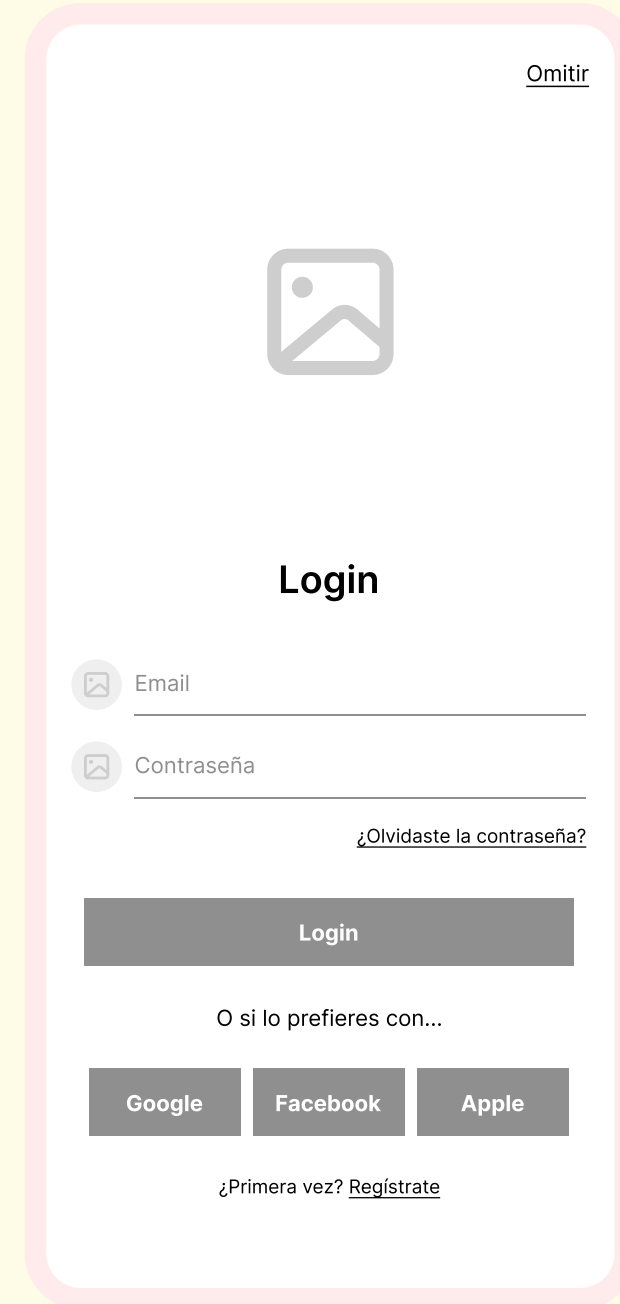 Omitir
Login
Email
Contraseña
¿Olvidaste la contraseña?
Login
O si lo prefieres con...
Google Facebook Apple
¿Primera vez? Regístrate